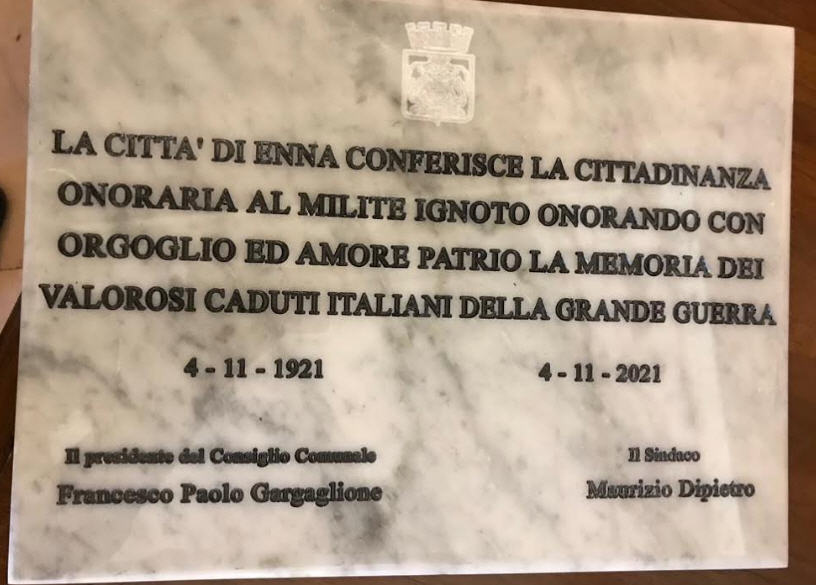 LA CITTA' DI ENNA CONFERISCE LA CITTADINANZA
ONORARIA AL MILITE IGNOTO ONORANDO CON
ORGOGLIO ED AMORE PATRIO LA MEMORIA DEI
VALOROSI CADUTI ITALIANI DELLA GRANDE GUERRA
4 - 11 - 1921 4 - 11 - 2021
Il presidente del Consiglio Comunale Il Sindaco
Francesco Paolo Gargaglione Maurizio Dipietro